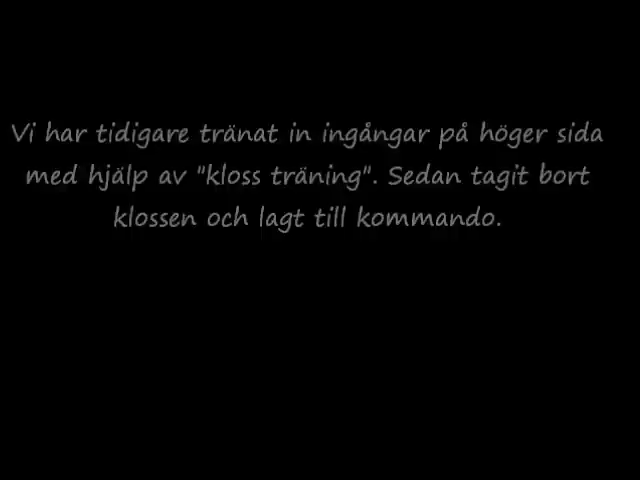 Vi har tidigare tränat in ingångar på höger sida
med hjälp av "kloss träning". Sedan tagit bort
klossen och lagt till kommando.